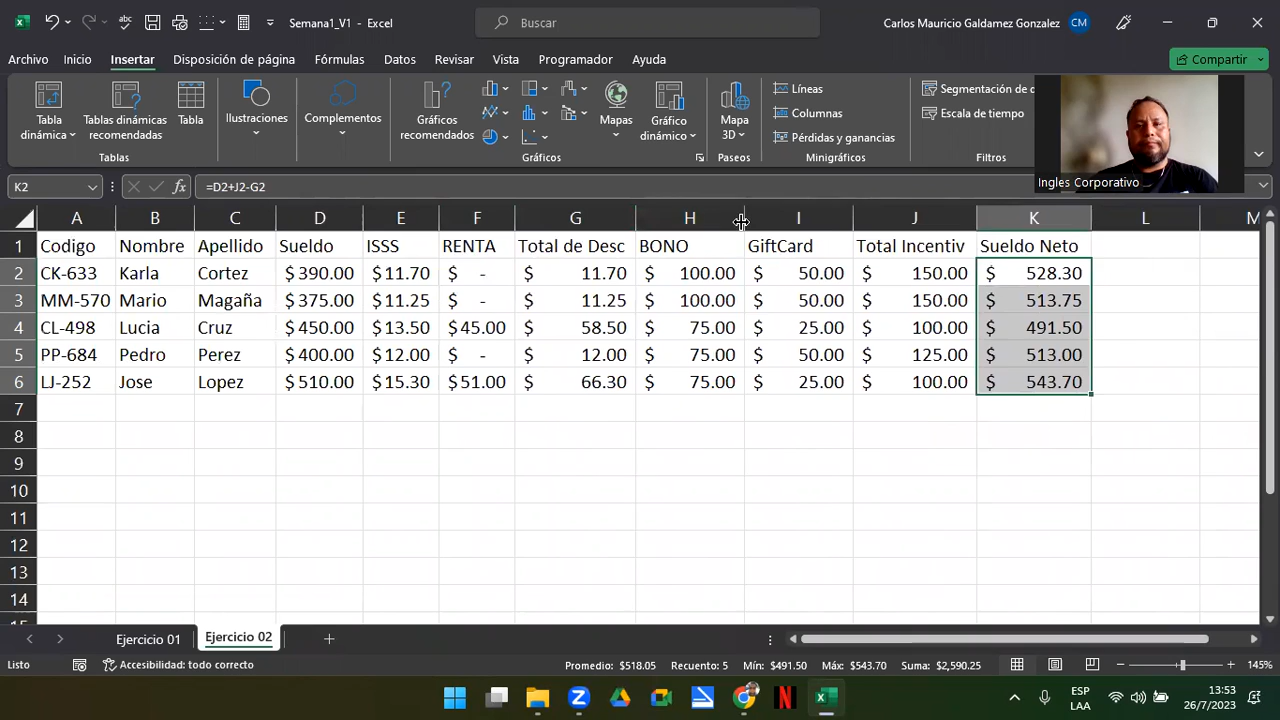 Semana1_V1 - Excel
Buscar
Carlos Mauricio Galdamez Gonzalez CM
Archivo Inicio Insertar Disposición de página Fórmulas Datos Revisar Vista Programador Ayuda
Compartir
Tabla dinámica
Tablas dinámicas recomendadas
Tabla
Ilustraciones
Complementos
Gráficos recomendados
Mapas
Gráfico dinámico
Mapa 3D
Líneas
Columnas
Pérdidas y ganancias
Segmentación de d
Escala de tiempo
Tablas Gráficos Paseos Minigráficos Filtros
Ingles Corporativo
K2 fx =D2+J2-G2
A B C D E F G H I J K L M
1 Codigo Nombre Apellido Sueldo ISSS RENTA Total de Desc BONO GiftCard Total Incentiv Sueldo Neto
2 CK-633 Karla Cortez $ 390.00 $ 11.70 $ - $ 11.70 $ 100.00 $ 50.00 $ 150.00 $ 528.30
3 MM-570 Mario Magaña $ 375.00 $ 11.25 $ - $ 11.25 $ 100.00 $ 50.00 $ 150.00 $ 513.75
4 CL-498 Lucia Cruz $ 450.00 $ 13.50 $ 45.00 $ 58.50 $ 75.00 $ 25.00 $ 100.00 $ 491.50
5 PP-684 Pedro Perez $ 400.00 $ 12.00 $ - $ 12.00 $ 75.00 $ 50.00 $ 125.00 $ 513.00
6 LJ-252 Jose Lopez $ 510.00 $ 15.30 $ 51.00 $ 66.30 $ 75.00 $ 25.00 $ 100.00 $ 543.70
7
8
9
10
11
12
13
14
15
Ejercicio 01 Ejercicio 02
Listo Accesibilidad: todo correcto Promedio: $518.05 Recuento: 5 Mín: $491.50 Máx: $543.70 Suma: $2,590.25 145%
ESP 13:53
LAA 26/7/2023